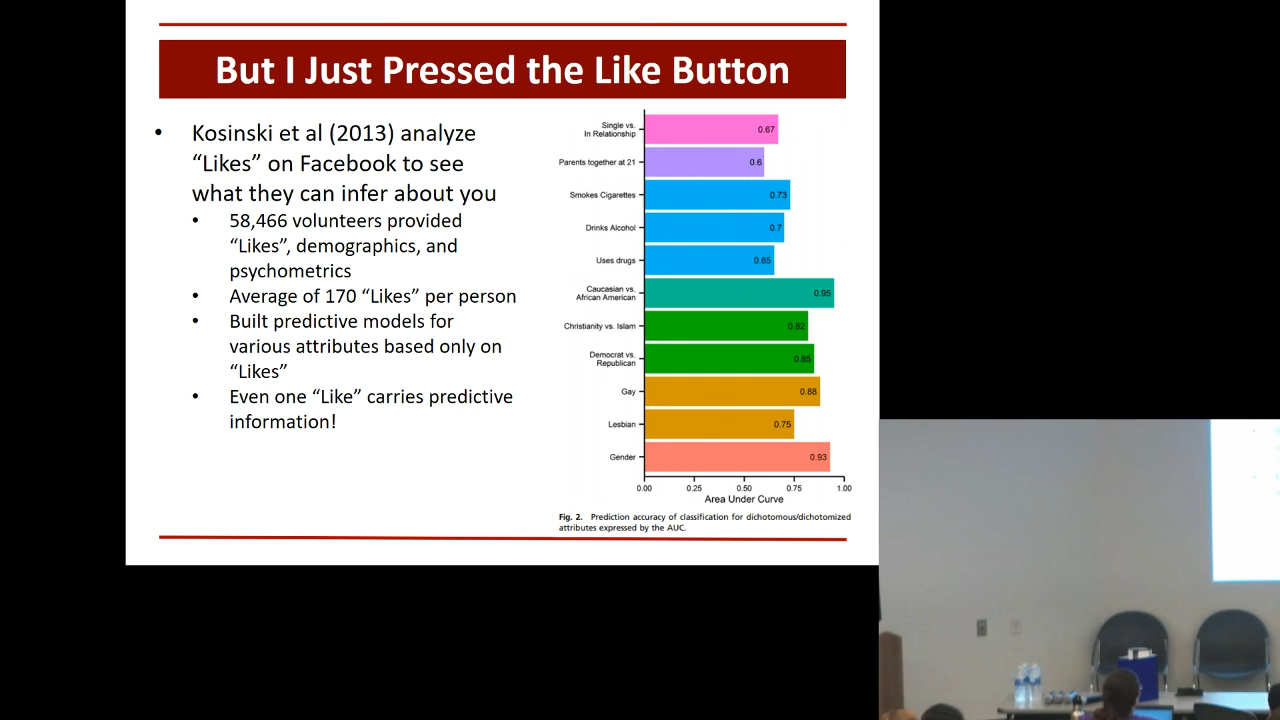 But I Just Pressed the Like Button
• Kosinski et al (2013) analyze
“Likes” on Facebook to see
what they can infer about you
• 58,466 volunteers provided
“Likes”, demographics, and
psychometrics
• Average of 170 “Likes” per person
• Built predictive models for
various attributes based only on
“Likes”
• Even one “Like” carries predictive
information!
Single vs.
In Relationship
0.67
Parents together at 21
0.6
Smokes Cigarettes
0.73
Drinks Alcohol
0.7
Uses drugs
0.65
Caucasian vs.
African American
0.95
Christianity vs. Islam
0.82
Democrat vs.
Republican
0.85
Gay
0.88
Lesbian
0.75
Gender
0.93
0.00 0.25 0.50 0.75 1.00
Area Under Curve
Fig. 2. Prediction accuracy of classification for dichotomous/dichotomized
attributes expressed by the AUC.